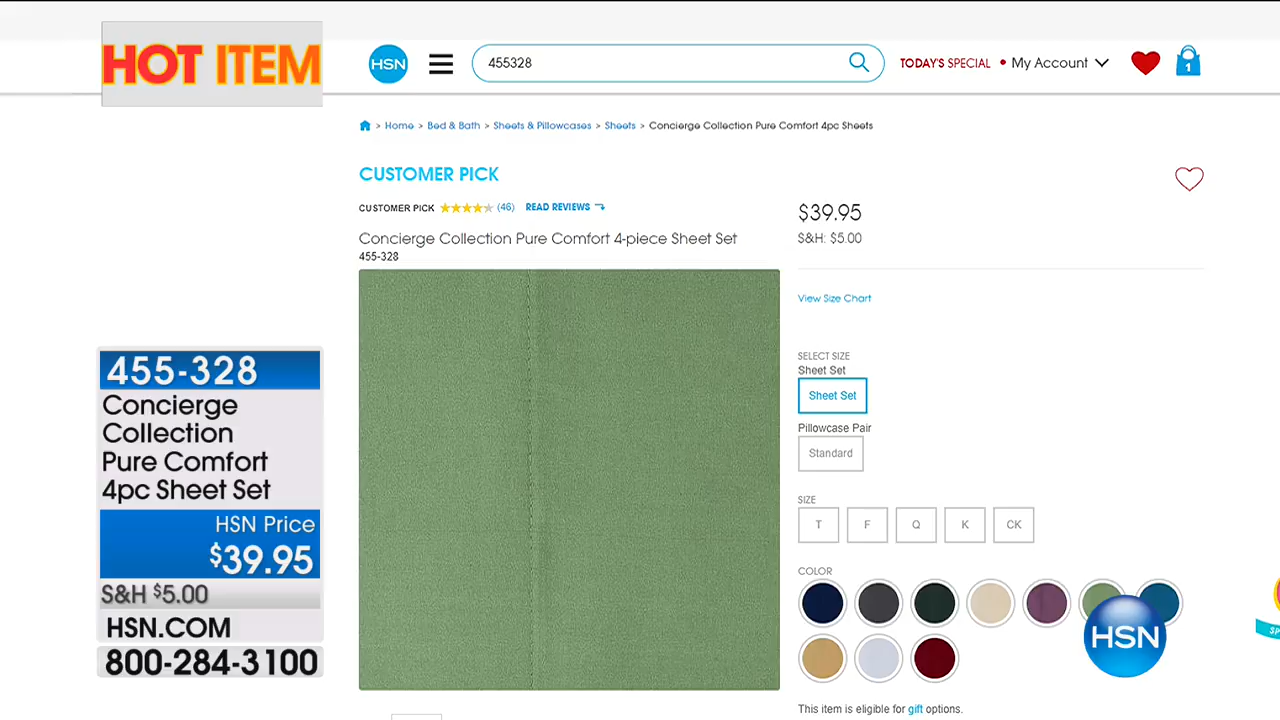 HOT ITEM
HSN
455328
TODAY'S SPECIAL • My Account
1
> Home > Bed & Bath > Sheets & Pillowcases > Sheets > Concierge Collection Pure Comfort 4pc Sheets
CUSTOMER PICK
CUSTOMER PICK (46) READ REVIEWS
Concierge Collection Pure Comfort 4-piece Sheet Set
455-328
$39.95
S&H: $5.00
View Size Chart
SELECT SIZE
Sheet Set
Sheet Set
Pillowcase Pair
Standard
SIZE
T F Q K CK
COLOR
HSN
This item is eligible for gift options.
455-328
Concierge
Collection
Pure Comfort
4pc Sheet Set
HSN Price
$39.95
S&H $5.00
HSN.COM
800-284-3100